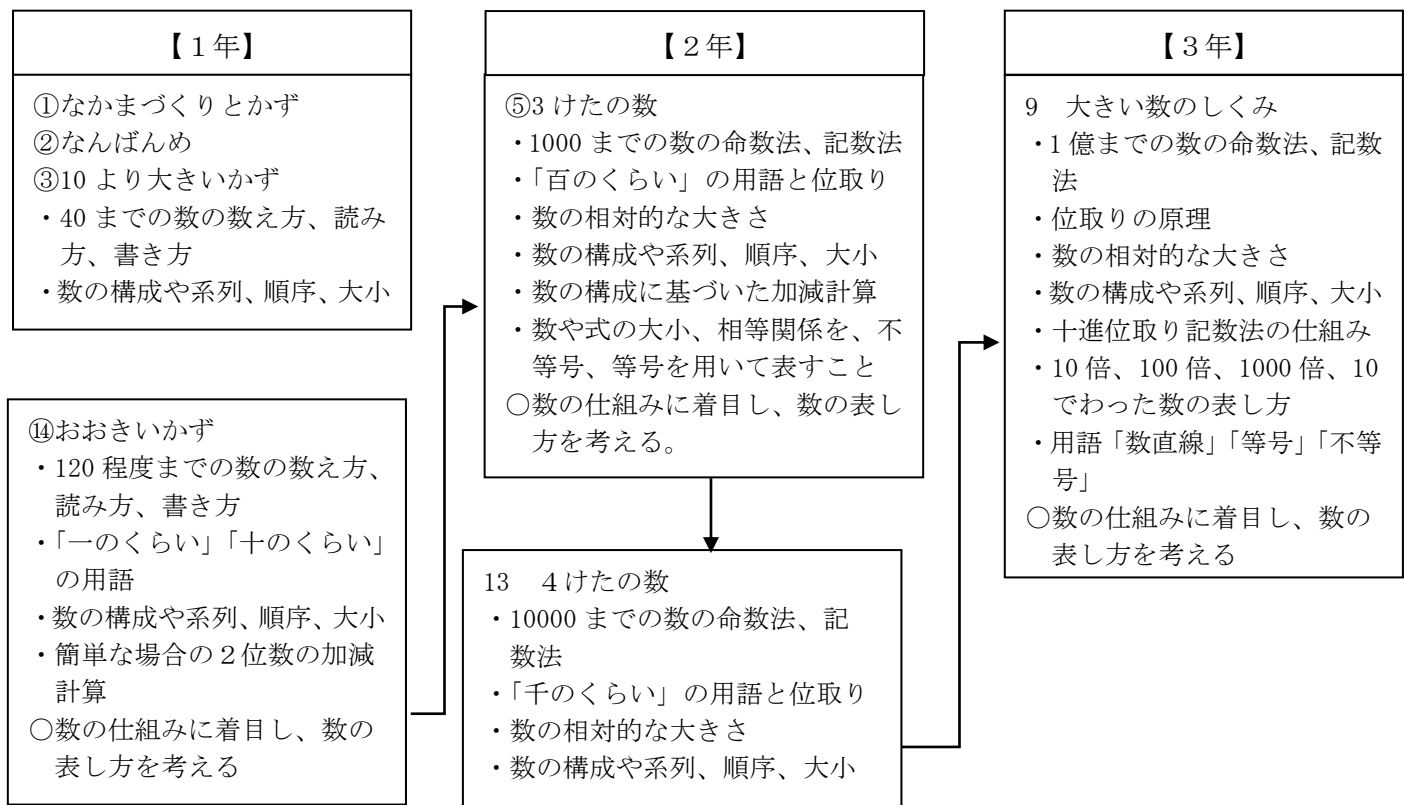 【１年】
①なかまづくりとかず
②なんばんめ
③10 より大きいかず
・40 までの数の数え方、読み
方、書き方
・数の構成や系列、順序、大小
⑭おおきいかず
・120 程度までの数の数え方、
読み方、書き方
・「一のくらい」「十のくらい」
の用語
・数の構成や系列、順序、大小
・簡単な場合の２位数の加減
計算
○数の仕組みに着目し、数の
表し方を考える
【２年】
⑤3 けたの数
・1000 までの数の命数法、記数法
・「百のくらい」の用語と位取り
・数の相対的な大きさ
・数の構成や系列、順序、大小
・数の構成に基づいた加減計算
・数や式の大小、相等関係を、不
等号、等号を用いて表すこと
○数の仕組みに着目し、数の表し
方を考える。
13　４けたの数
・10000 までの数の命数法、記
数法
・「千のくらい」の用語と位取り
・数の相対的な大きさ
・数の構成や系列、順序、大小
【３年】
9　大きい数のしくみ
・1 億までの数の命数法、記数
法
・位取りの原理
・数の相対的な大きさ
・数の構成や系列、順序、大小
・十進位取り記数法の仕組み
・10 倍、100 倍、1000 倍、10
でわった数の表し方
・用語「数直線」「等号」「不等
号」
○数の仕組みに着目し、数の
表し方を考える